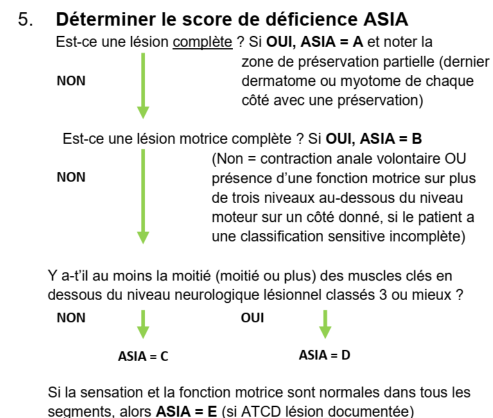 5. Déterminer le score de déficience ASIA
Est-ce une lésion complète ? Si OUI, ASIA = A et noter la
zone de préservation partielle (dernier
NON dermatome ou myotome de chaque
côté avec une préservation)
Est-ce une lésion motrice complète ? Si OUI, ASIA = B
(Non = contraction anale volontaire OU
NON présence d'une fonction motrice sur plus
de trois niveaux au-dessous du niveau
moteur sur un côté donné, si le patient a
une classification sensitive incomplète)
Y a-t'il au moins la moitié (moitié ou plus) des muscles clés en
dessous du niveau neurologique lésionnel classés 3 ou mieux ?
NON OUI
ASIA = C ASIA = D
Si la sensation et la fonction motrice sont normales dans tous les
segments, alors ASIA = E (si ATCD lésion documentée)